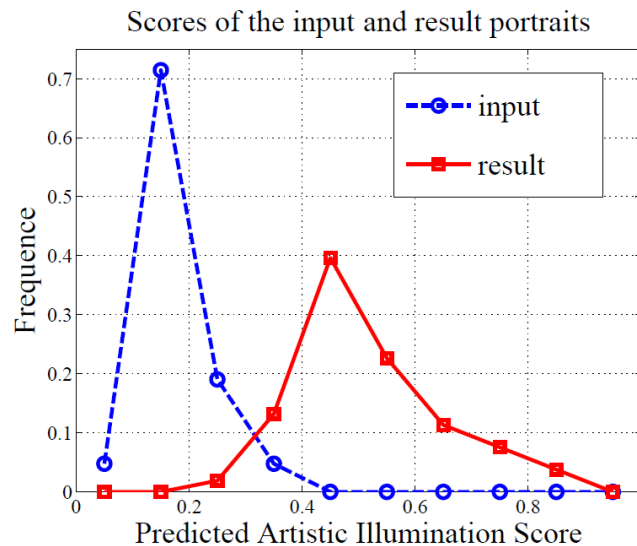 Scores of the input and result portraits
0.7
0.6
0.5
0.4
0.3
0.2
0.1
0
Frequence
input
result
0
0.2
0.4
0.6
0.8
Predicted Artistic Illumination Score